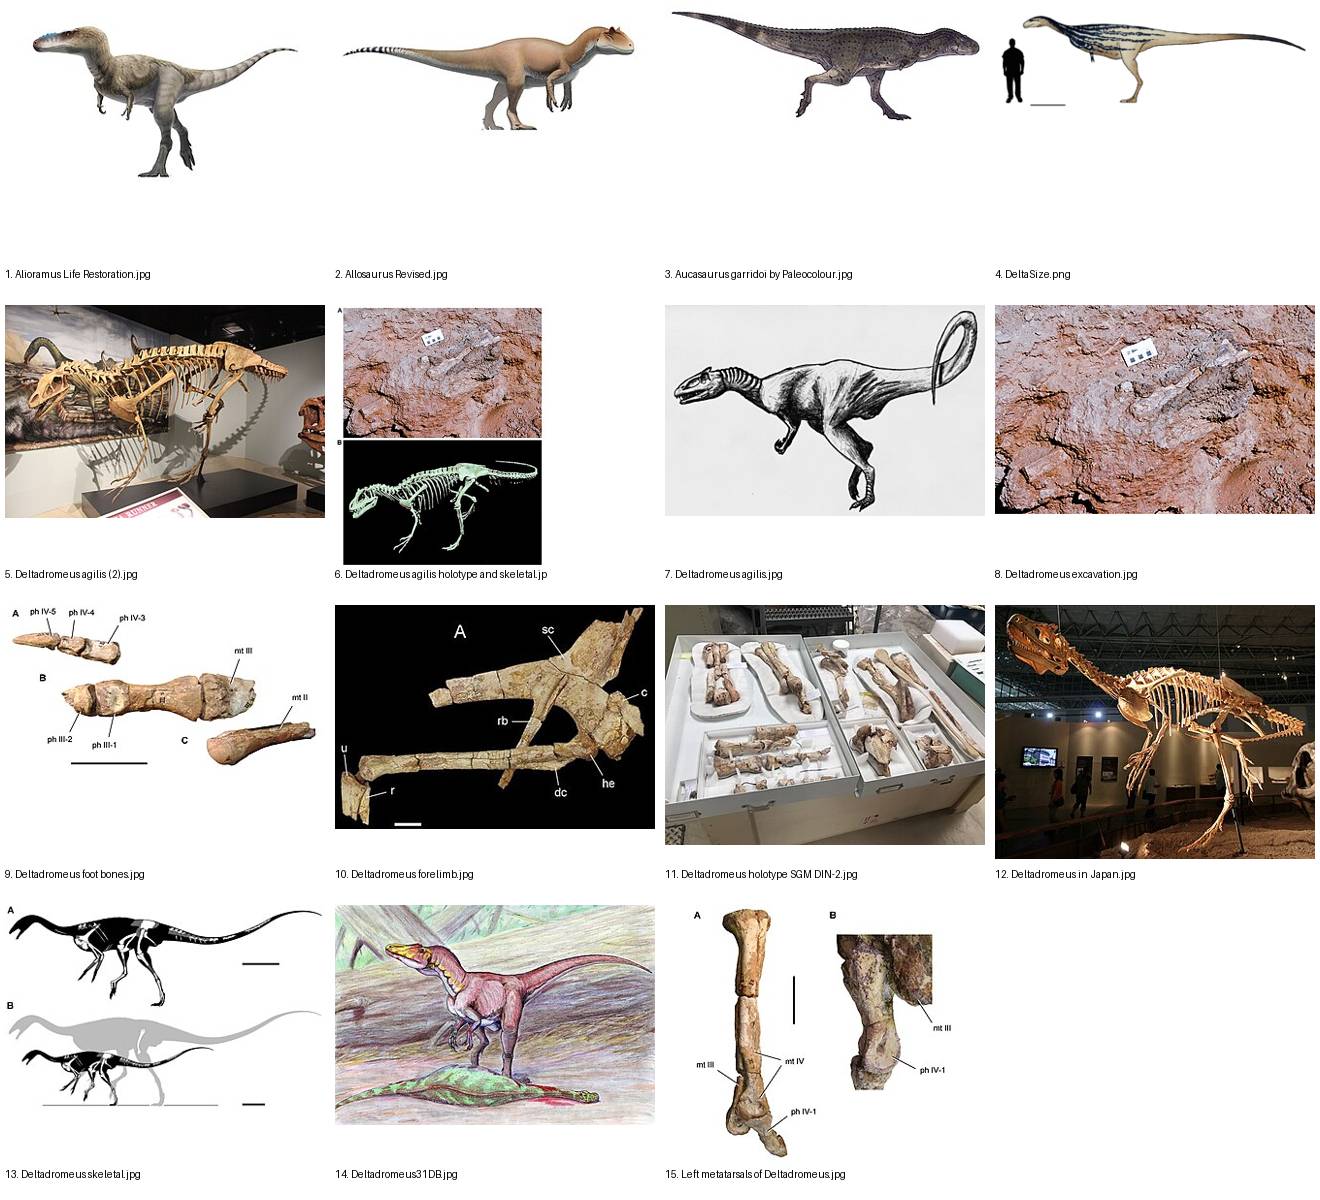 1. Alioramus Life Restoration.jpg
2. Allosaurus Revised.jpg
3. Aucasaurus garridoi by Paleocolour.jpg
4. DeltaSize.png
A
B
5. Deltadromeus agilis (2).jpg
6. Deltadromeus agilis holotype and skeletal.jp
7. Deltadromeus agilis.jpg
8. Deltadromeus excavation.jpg
A
ph IV-5
ph IV-4
ph IV-3
B
mt III
mt II
ph III-2
ph III-1
C
A
sc
c
rb
u
r
dc
he
9. Deltadromeus foot bones.jpg
10. Deltadromeus forelimb.jpg
11. Deltadromeus holotype SGM DIN-2.jpg
12. Deltadromeus in Japan.jpg
A
B
A
B
mt III
mt III
mt IV
ph IV-1
ph IV-1
13. Deltadromeus skeletal.jpg
14. Deltadromeus31DB.jpg
15. Left metatarsals of Deltadromeus.jpg